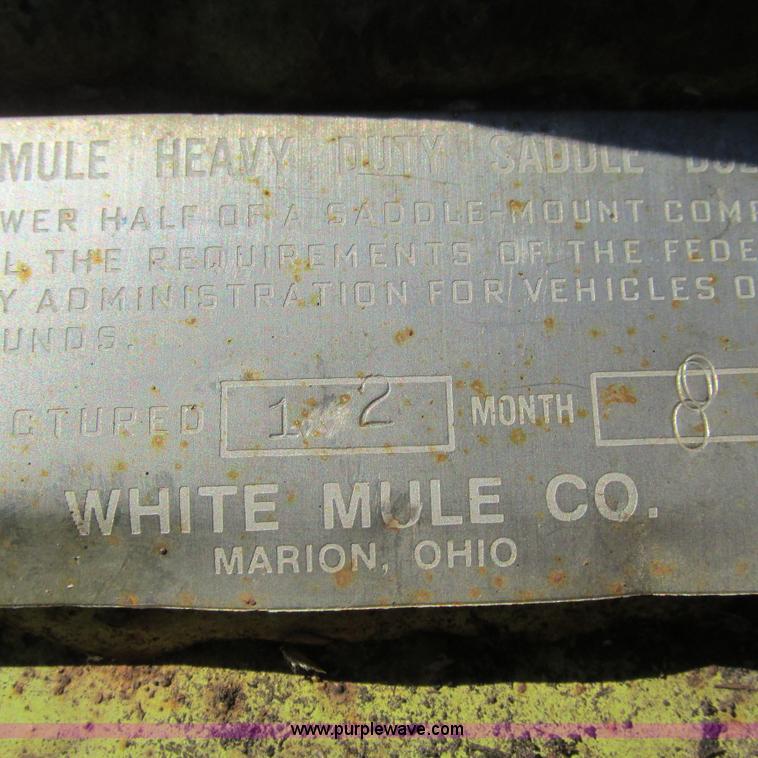 MULE HEAVY DUTY SADDLE
WER HALF OF A SADDLE-MOUNT COMP
L THE REQUIREMENTS OF THE FEDE
Y ADMINISTRATION FOR VEHICLES O
UNDS.
CTURED 12 MONTH 8
WHITE MULE CO.
MARION, OHIO
www.purplewave.com